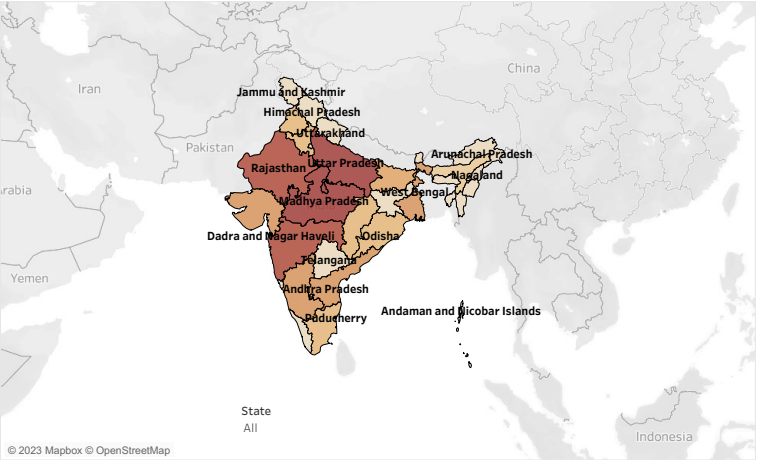 China
Iran
Jammu and Kashmir
Himachal Pradesh
Uttarakhand
Pakistan
Arunachal Pradesh
Uttar Pradesh
Rajasthan
Nagaland
West Bengal
Madhya Pradesh
Dadra and Nagar Haveli
Odisha
Telangana
Yemen
Andhra Pradesh
Andaman and Nicobar Islands
Puducherry
State
All
Indonesia
© 2023 Mapbox © OpenStreetMap